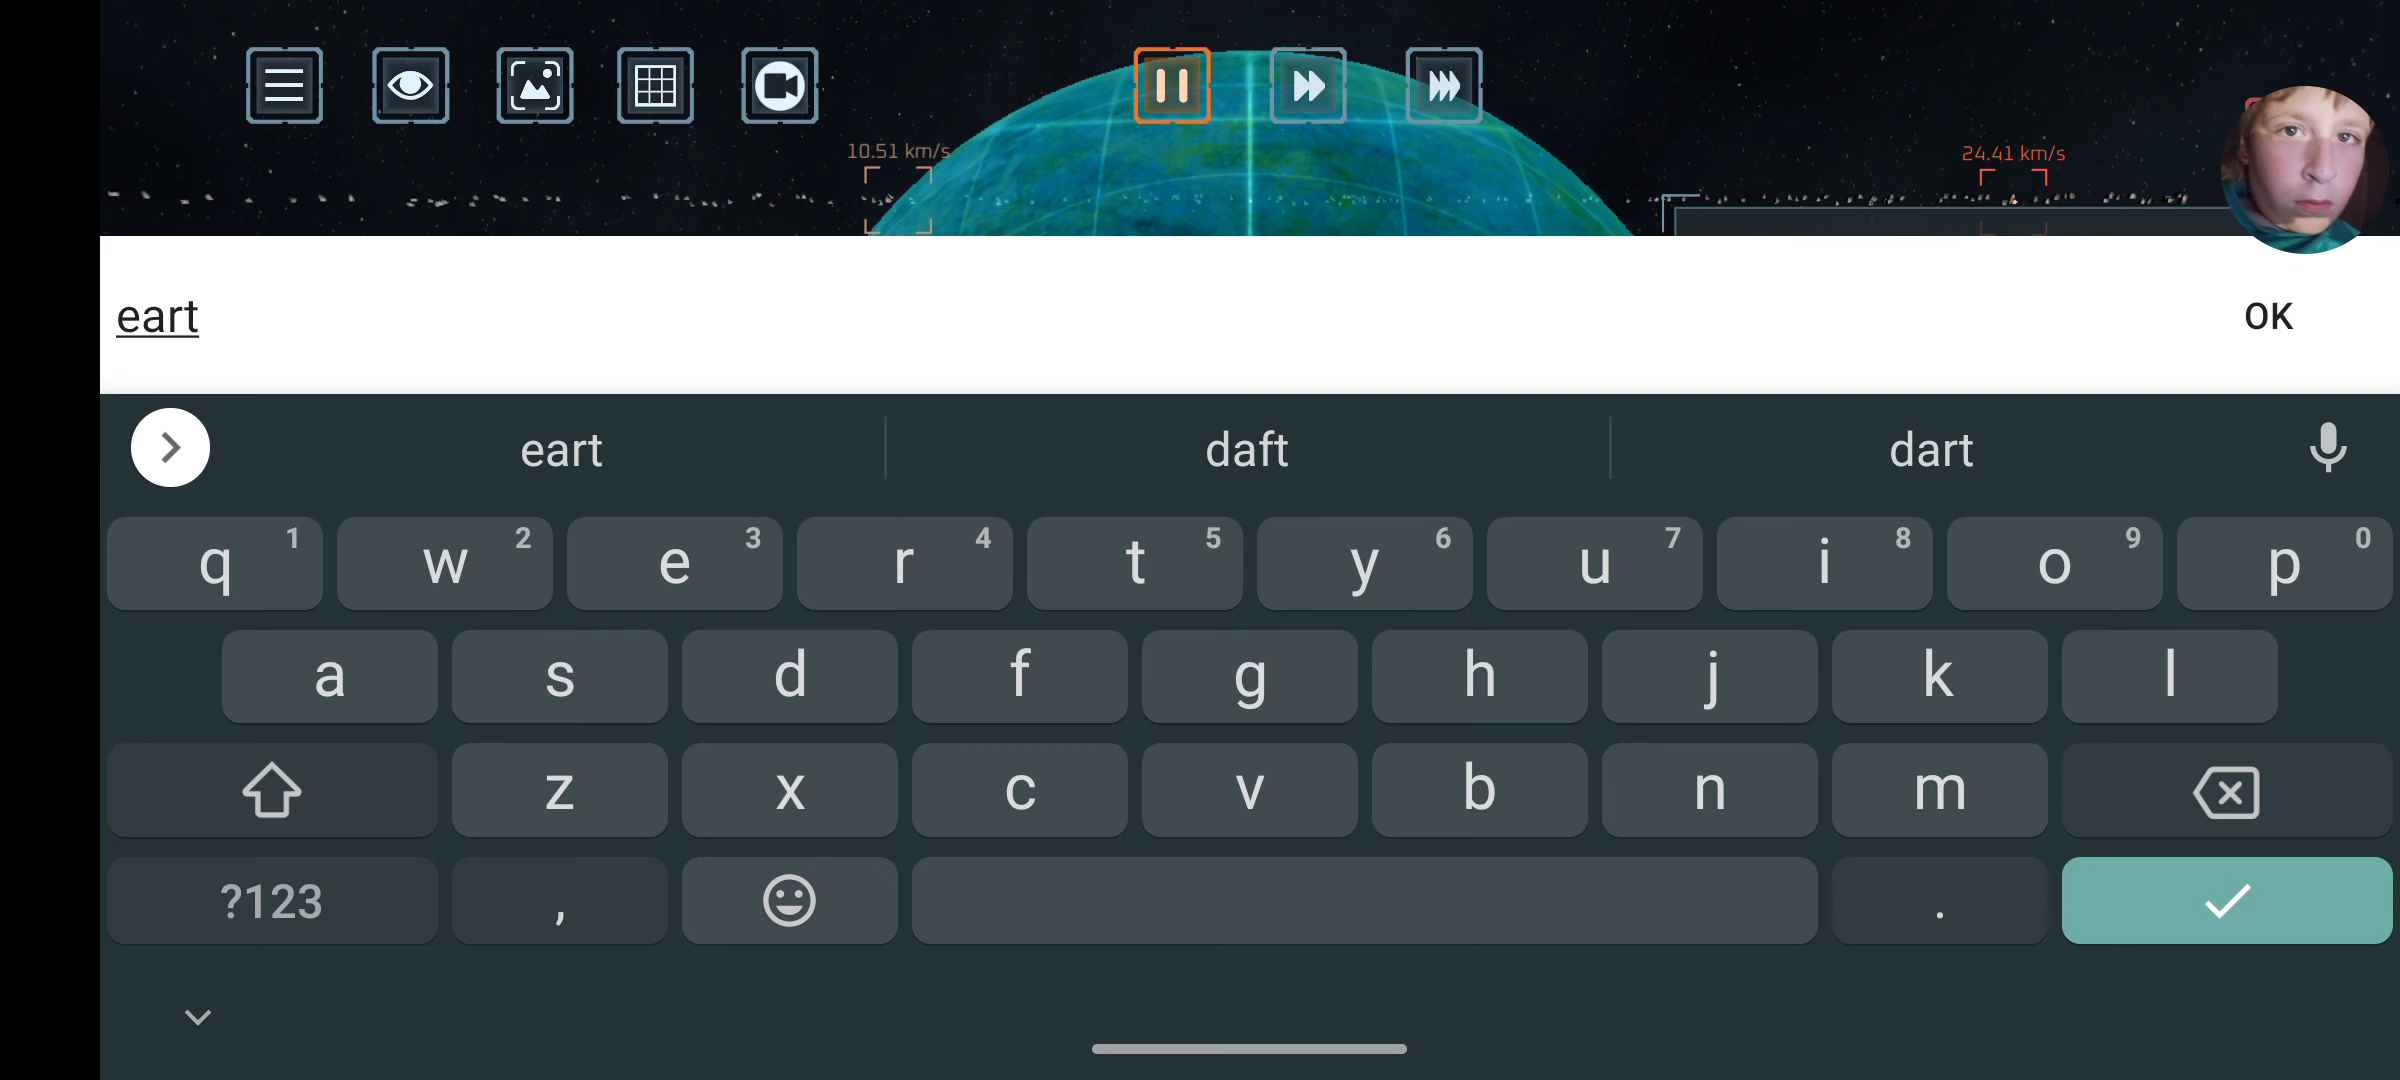 10.51 km/s
24.41 km/s
eart
OK
eart daft dart
q 1 w 2 e 3 r 4 t 5 y 6 u 7 i 8 o 9 p 0
a s d f g h j k l
z x c v b n m
?123 , .